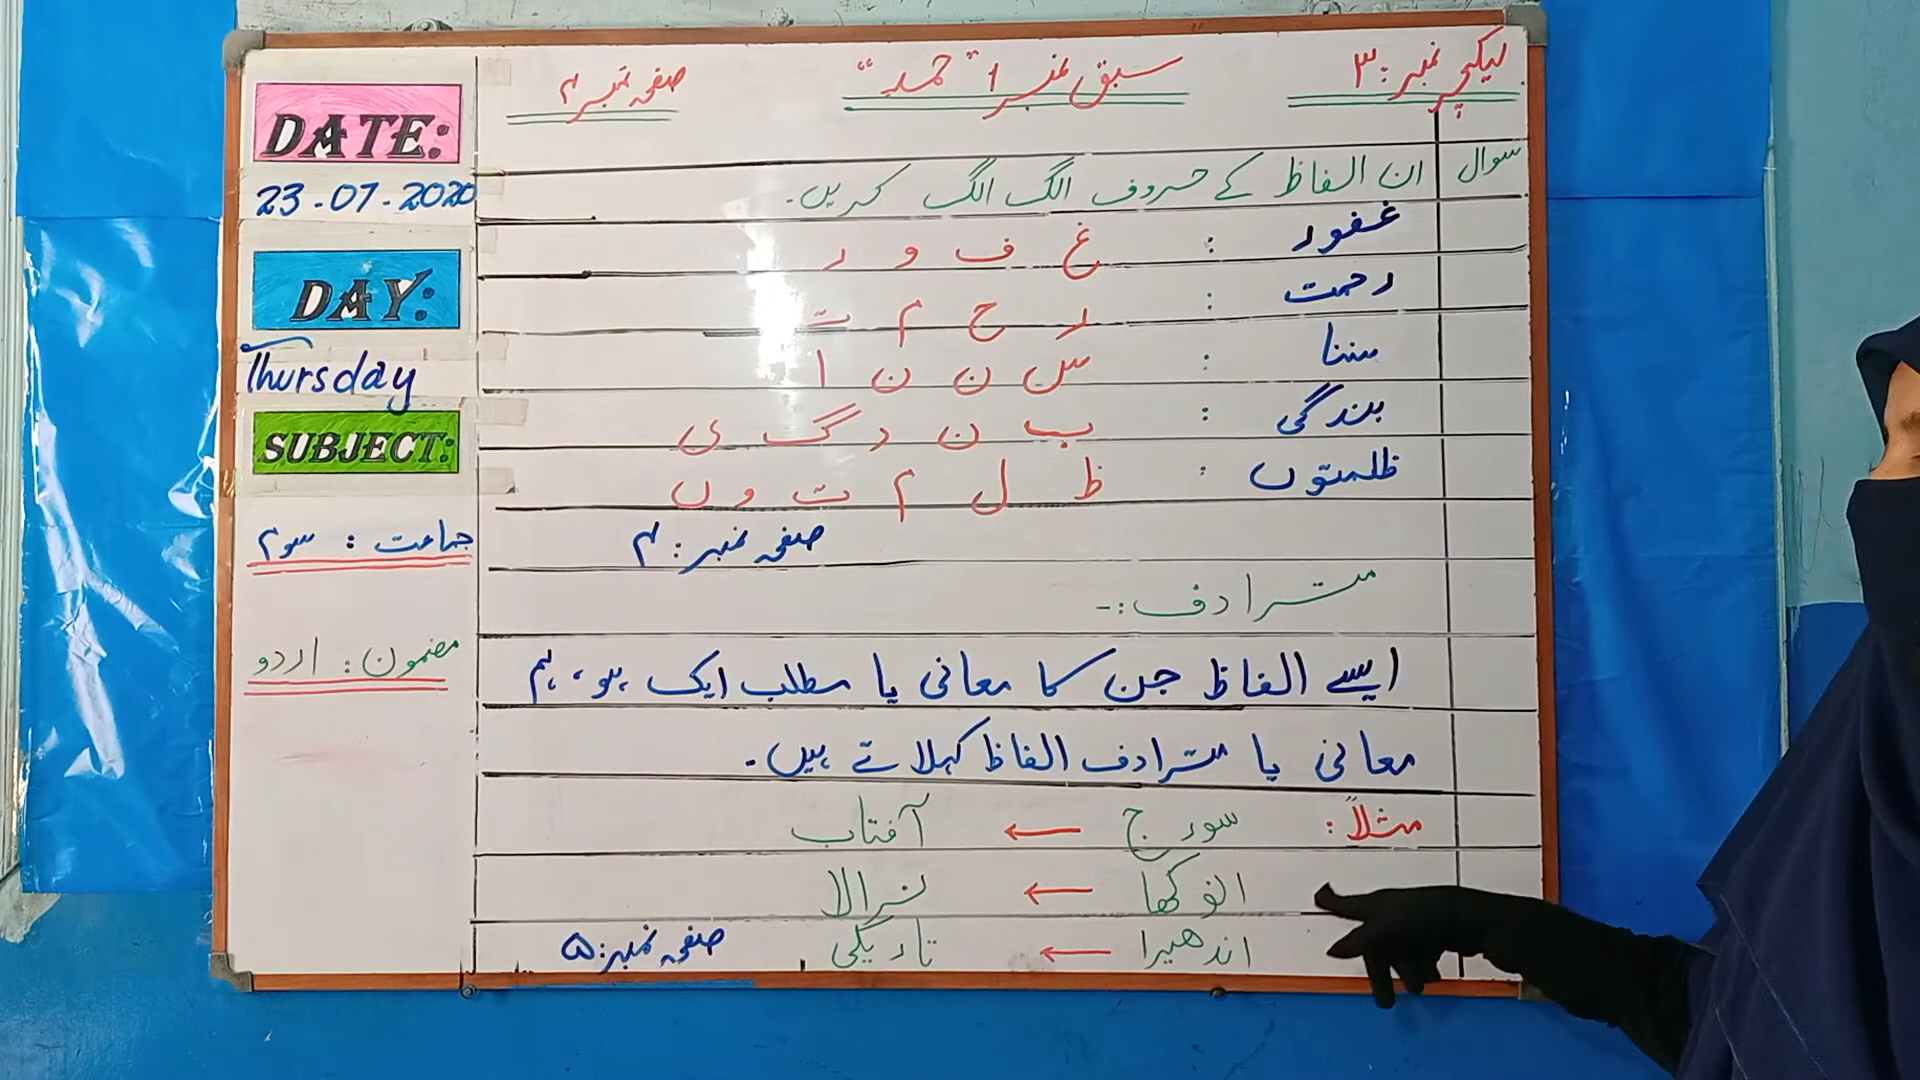 لیکچر نمبر: ۳
سبق نمبر ۱ "حمد"
صفحہ نمبر ۴
سوال ان الفاظ کے حروف الگ الگ کریں۔
غفور : غ ف و ر
رحمت : ر ح م ت
سننا : س ن ن ا
بندگی : ب ن د گ ی
ظلمتوں : ظ ل م ت و ں
صفحہ نمبر: ۴
مترادف :-
ایسے الفاظ جن کا معانی یا مطلب ایک ہو، ہم
معانی یا مترادف الفاظ کہلاتے ہیں۔
مثلاً: سورج ← آفتاب
انوکھا ← نرالا
اندھیرا ← تاریکی
صفحہ نمبر: ۵
DATE:
23-07-2020
DAY:
Thursday
SUBJECT:
جماعت : سوم
مضمون : اردو